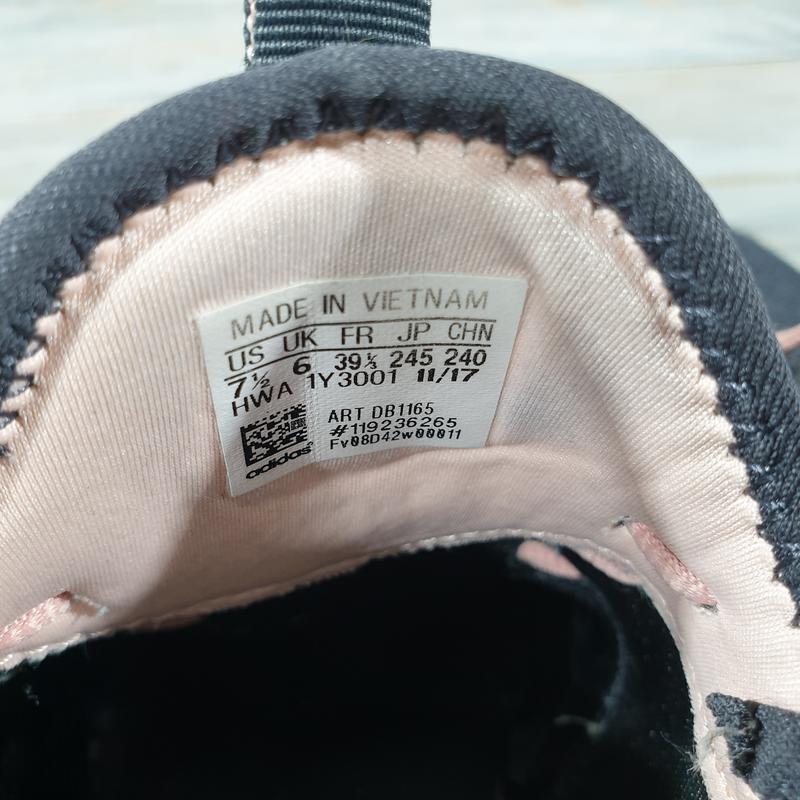 MADE IN VIETNAM
US UK FR JP CHN
7½ 6 39⅓ 245 240
HWA 1Y3001 11/17
ART DB1165
#119236265
Fv08D42w00011
adidas®